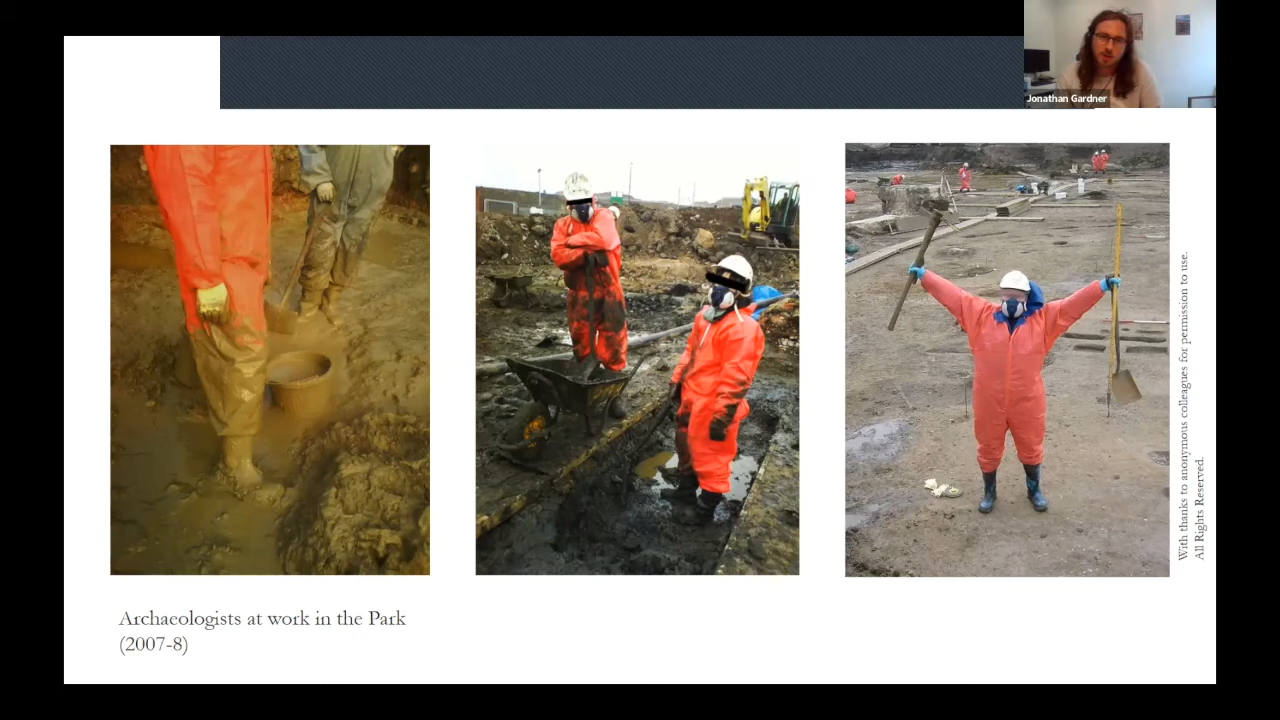 Jonathan Gardner
With thanks to anonymous colleagues for permission to use.
All Rights Reserved.
Archaeologists at work in the Park
(2007-8)